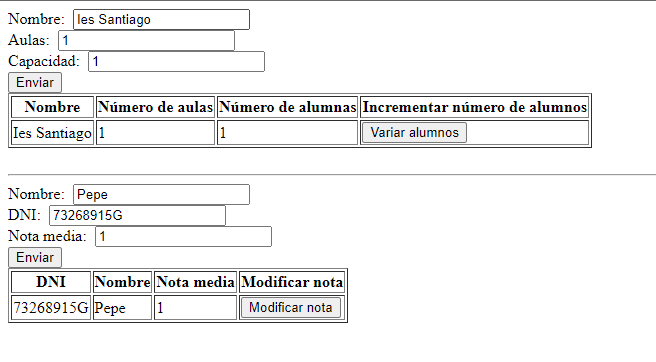 Nombre: Ies Santiago
Aulas: 1
Capacidad: 1
Enviar
Nombre Número de aulas Número de alumnas Incrementar número de alumnos
Ies Santiago 1 1 Variar alumnos
Nombre: Pepe
DNI: 73268915G
Nota media: 1
Enviar
DNI Nombre Nota media Modificar nota
73268915G Pepe 1 Modificar nota